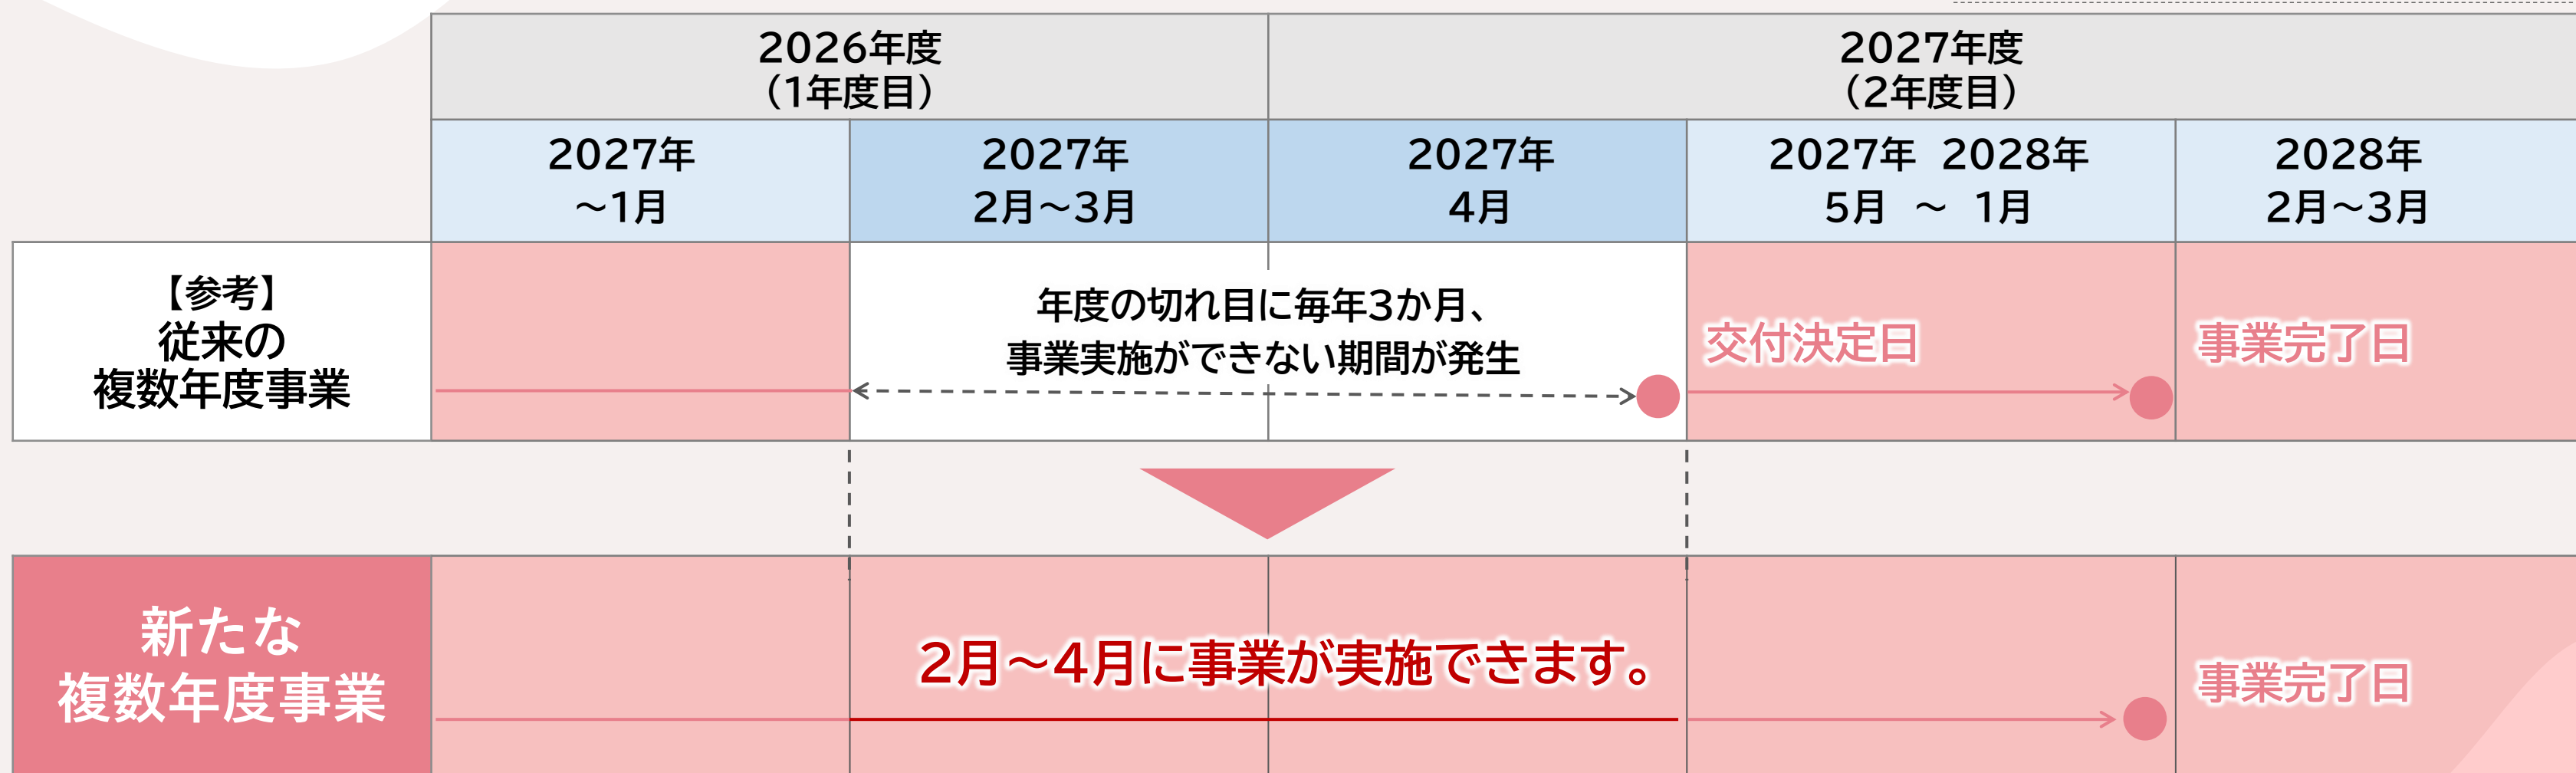 2026年度
（1年度目）
2027年度
（2年度目）
2027年
～1月
2027年
2月～3月
2027年
4月
2027年 2028年
5月 ～ 1月
2028年
2月～3月
【参考】
従来の
複数年度事業
年度の切れ目に毎年3か月、
事業実施ができない期間が発生
交付決定日
事業完了日
新たな
複数年度事業
2月～4月に事業が実施できます。
事業完了日